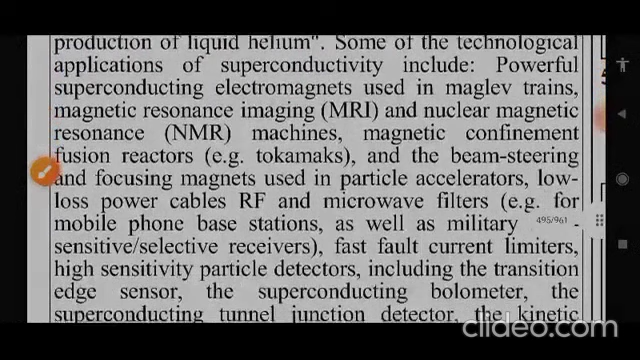 production of liquid helium". Some of the technological
applications of superconductivity include: Powerful
superconducting electromagnets used in maglev trains,
magnetic resonance imaging (MRI) and nuclear magnetic
resonance (NMR) machines, magnetic confinement
fusion reactors (e.g. tokamaks), and the beam-steering
and focusing magnets used in particle accelerators, low-
loss power cables RF and microwave filters (e.g. for
mobile phone base stations, as well as military
495/961
sensitive/selective receivers), fast fault current limiters,
high sensitivity particle detectors, including the transition
edge sensor, the superconducting bolometer, the
superconducting tunnel junction detector, the kinetic
clideo.com